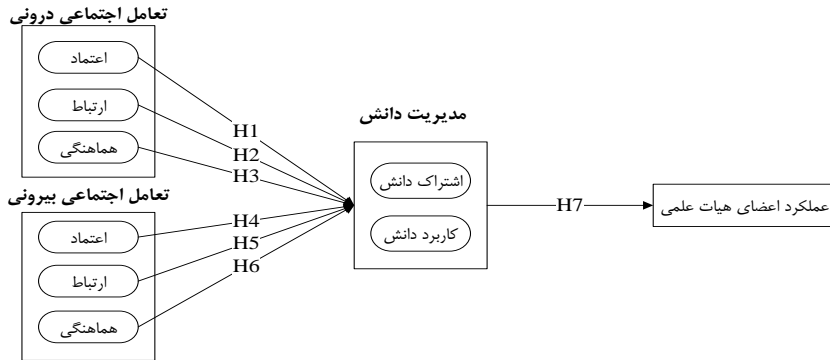 تعامل اجتماعی درونی
اعتماد
ارتباط
هماهنگی
تعامل اجتماعی بیرونی
اعتماد
ارتباط
هماهنگی
H1
H2
H3
H4
H5
H6
مدیریت دانش
اشتراک دانش
کاربرد دانش
H7
عملکرد اعضای هیات علمی